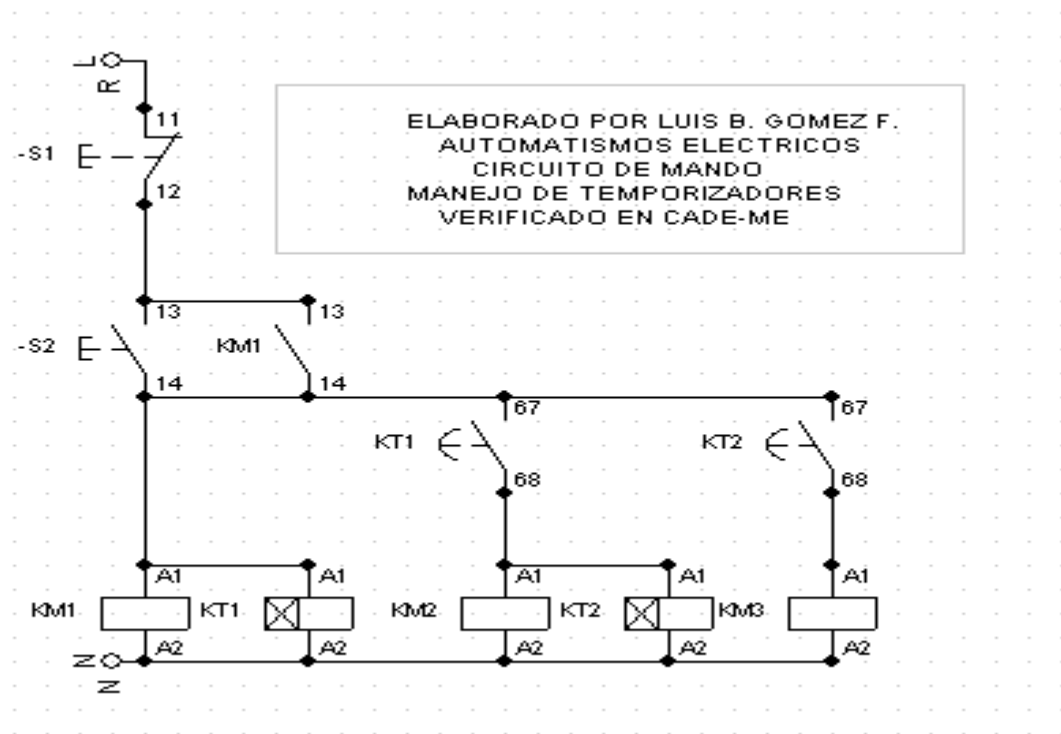 L
R
11
-S1
12
ELABORADO POR LUIS B. GOMEZ F.
AUTOMATISMOS ELECTRICOS
CIRCUITO DE MANDO
MANEJO DE TEMPORIZADORES
VERIFICADO EN CADE-ME
13 13
-S2 KM1
14 14
67 67
KT1 KT2
68 68
A1 A1 A1 A1 A1
KM1 KT1 KM2 KT2 KM3
A2 A2 A2 A2 A2
N
N